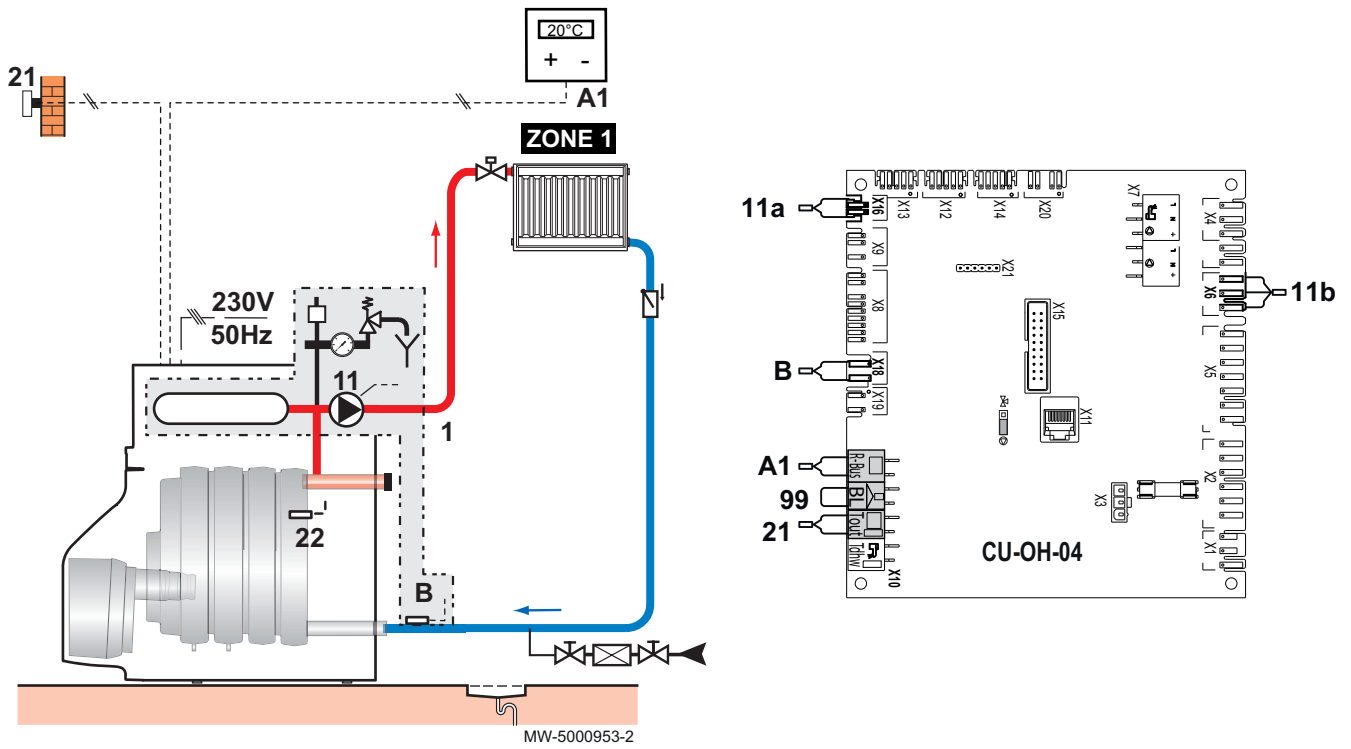 20°C
+ -
21
A1
ZONE 1
230V
50Hz
11
1
22
B
MW-5000953-2
11a
X16
X13
X12
X14
X20
X7
L
N
X4
X9
X21
L
N
X6
11b
X8
X15
B
X18
X19
X5
X11
A1
R-Bus
99
BL
X2
21
Tout
X3
Tdhw
X10
CU-OH-04
X1